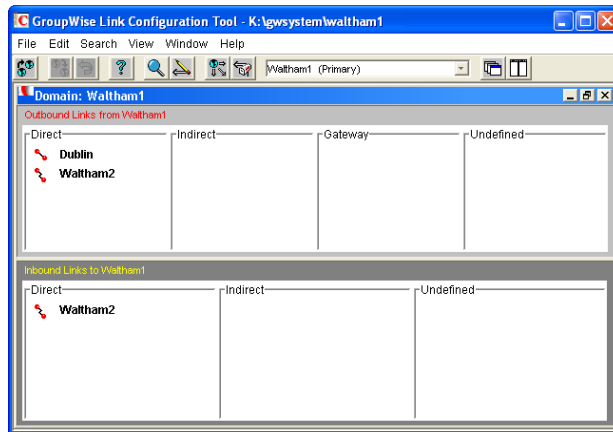 GroupWise Link Configuration Tool - K:\gwsystem\waltham1
File Edit Search View Window Help
Waltham1 (Primary)
Domain: Waltham1
Outbound Links from Waltham1
Direct Indirect Gateway Undefined
Dublin
Waltham2
Inbound Links to Waltham1
Direct Indirect Undefined
Waltham2